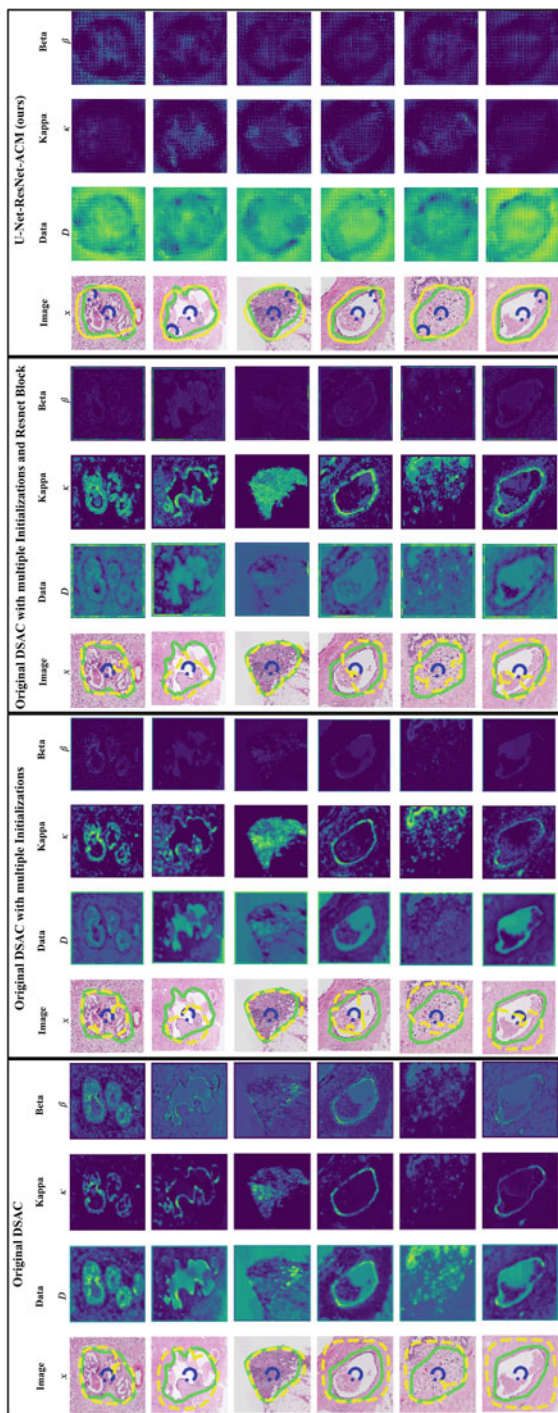 Original DSAC
Image Data Kappa Beta
x D κ β
Original DSAC with multiple Initializations
Image Data Kappa Beta
x D κ β
Original DSAC with multiple Initializations and Resnet Block
Image Data Kappa Beta
x D κ β
U-Net-ResNet-ACM (ours)
Image Data Kappa Beta
x D κ β